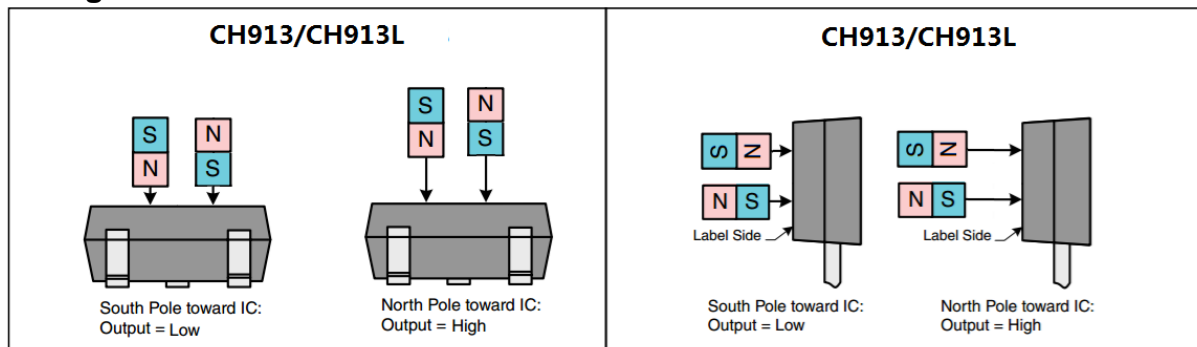 CH913/CH913L
S N
N S
S N
N S
South Pole toward IC:
Output = Low
North Pole toward IC:
Output = High
CH913/CH913L
S N
N S
Label Side
S N
N S
Label Side
South Pole toward IC:
Output = Low
North Pole toward IC:
Output = High